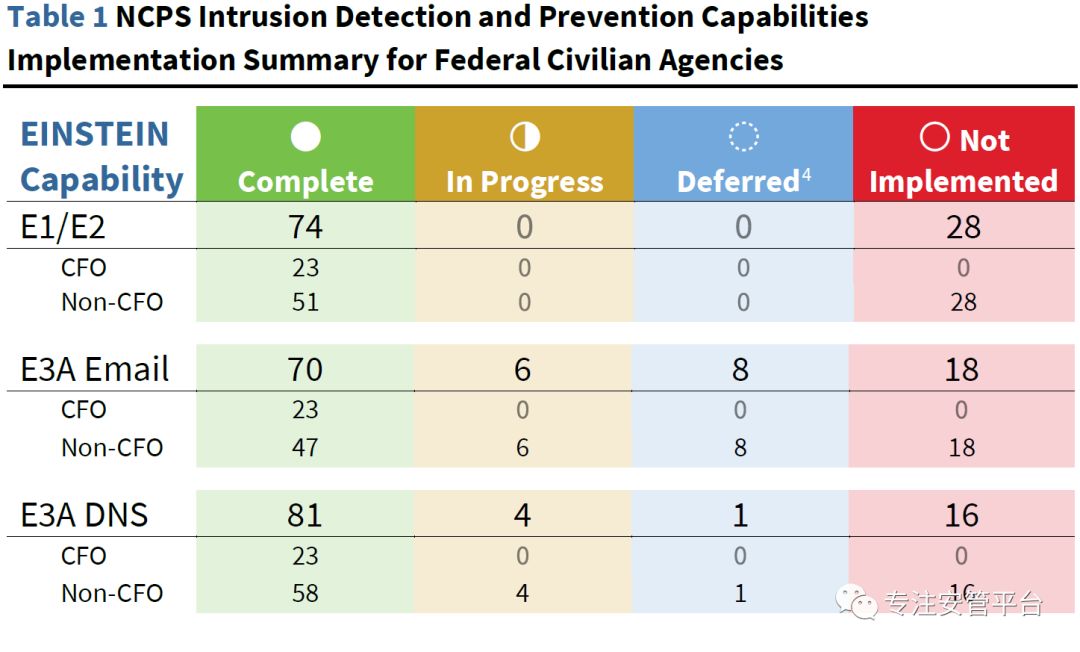 Table 1 NCPS Intrusion Detection and Prevention Capabilities
Implementation Summary for Federal Civilian Agencies
EINSTEIN
Capability
Complete
In Progress
Deferred4
Not
Implemented
E1/E2 74 0 0 28
CFO 23 0 0 0
Non-CFO 51 0 0 28
E3A Email 70 6 8 18
CFO 23 0 0 0
Non-CFO 47 6 8 18
E3A DNS 81 4 1 16
CFO 23 0 0 0
Non-CFO 58 4 1 16
专注安管平台